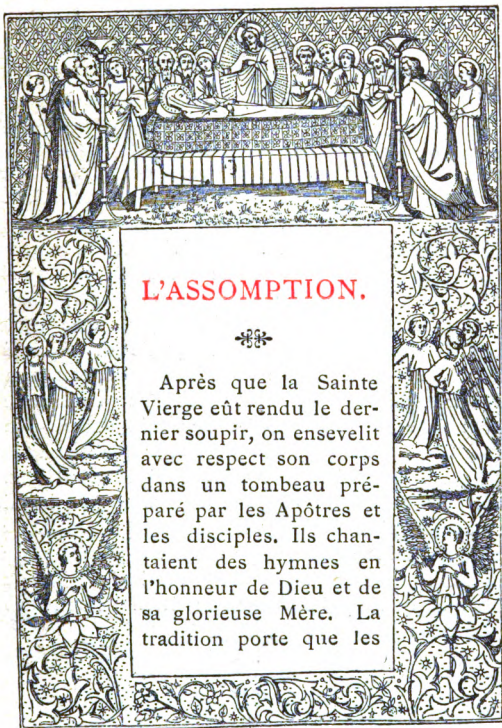 L'ASSOMPTION.
Après que la Sainte
Vierge eût rendu le der-
nier soupir, on ensevelit
avec respect son corps
dans un tombeau pré-
paré par les Apôtres et
les disciples. Ils chan-
taient des hymnes en
l'honneur de Dieu et de
sa glorieuse Mère. La
tradition porte que les